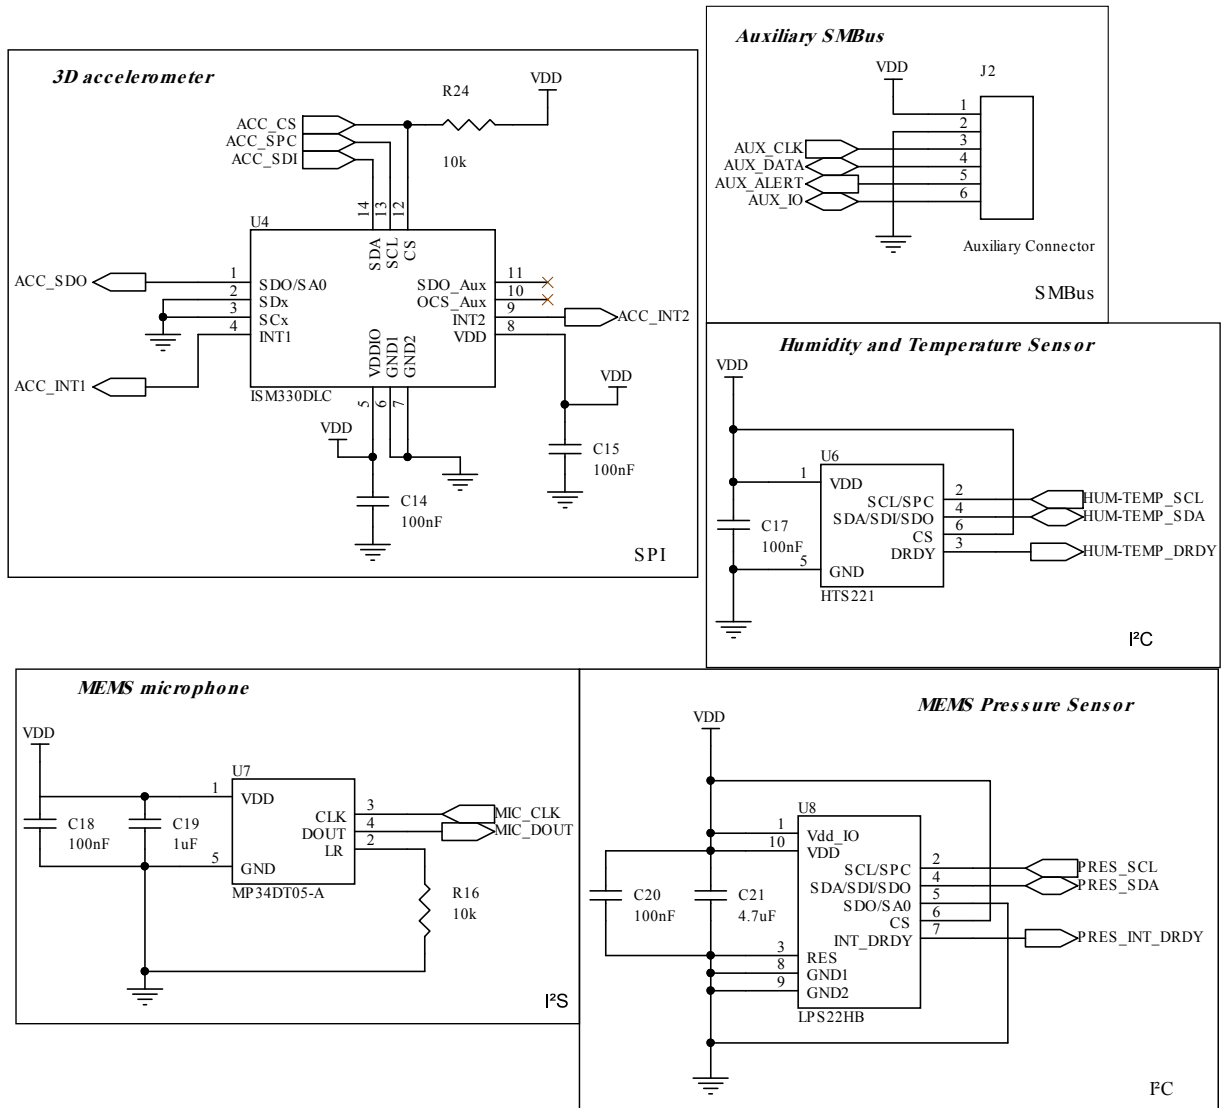 3D accelerometer
VDD
R24
10k
ACC_CS
ACC_SPC
ACC_SDI
14
13
12
U4
SDA
SCL
CS
ACC_SDO
1
SDO/SA0
2
SDx
3
SCx
4
INT1
ACC_INT1
SDO_Aux
11
OCS_Aux
10
INT2
9
ACC_INT2
VDD
8
VDDIO
GND1
GND2
ISM330DLC
5
6
7
VDD
VDD
C15
100nF
C14
100nF
SPI
Auxiliary SMBus
VDD
J2
1
2
AUX_CLK
3
AUX_DATA
4
AUX_ALERT
5
AUX_IO
6
Auxiliary Connector
SMBus
Humidity and Temperature Sensor
VDD
U6
1
VDD
SCL/SPC
2
HUM-TEMP_SCL
SDA/SDI/SDO
4
HUM-TEMP_SDA
CS
6
DRDY
3
HUM-TEMP_DRDY
C17
100nF
5
GND
HTS221
I²C
MEMS microphone
VDD
U7
1
VDD
CLK
3
MIC_CLK
DOUT
4
MIC_DOUT
LR
2
C18
100nF
C19
1uF
5
GND
MP34DT05-A
R16
10k
I²S
MEMS Pressure Sensor
VDD
U8
1
Vdd_IO
10
VDD
SCL/SPC
2
PRES_SCL
SDA/SDI/SDO
4
PRES_SDA
SDO/SA0
5
CS
6
INT_DRDY
7
PRES_INT_DRDY
C20
100nF
C21
4.7uF
3
RES
8
GND1
9
GND2
LPS22HB
I²C